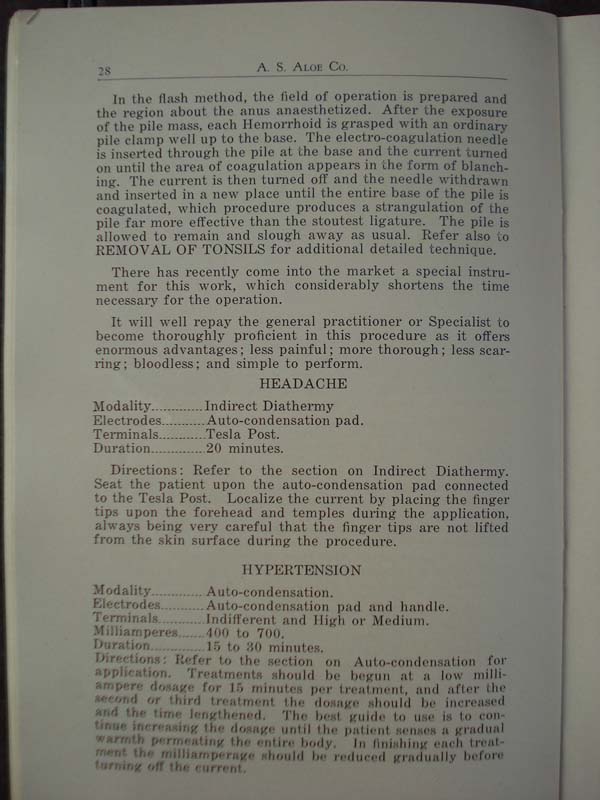 28
A. S. ALOE CO.
In the flash method, the field of operation is prepared and
the region about the anus anaesthetized. After the exposure
of the pile mass, each Hemorrhoid is grasped with an ordinary
pile clamp well up to the base. The electro-coagulation needle
is inserted through the pile at the base and the current turned
on until the area of coagulation appears in the form of blanch-
ing. The current is then turned off and the needle withdrawn
and inserted in a new place until the entire base of the pile is
coagulated, which procedure produces a strangulation of the
pile far more effective than the stoutest ligature. The pile is
allowed to remain and slough away as usual. Refer also to
REMOVAL OF TONSILS for additional detailed technique.
There has recently come into the market a special instru-
ment for this work, which considerably shortens the time
necessary for the operation.
It will well repay the general practitioner or Specialist to
become thoroughly proficient in this procedure as it offers
enormous advantages; less painful; more thorough; less scar-
ring; bloodless; and simple to perform.
HEADACHE
Modality.............Indirect Diathermy
Electrodes...........Auto-condensation pad.
Terminals............Tesla Post.
Duration..............20 minutes.
Directions: Refer to the section on Indirect Diathermy.
Seat the patient upon the auto-condensation pad connected
to the Tesla Post. Localize the current by placing the finger
tips upon the forehead and temples during the application,
always being very careful that the finger tips are not lifted
from the skin surface during the procedure.
HYPERTENSION
Modality............. Auto-condensation.
Electrodes........... Auto-condensation pad and handle.
Terminals............ Indifferent and High or Medium.
Milliamperes....... 400 to 700.
Duration.............. 15 to 30 minutes.
Directions: Refer to the section on Auto-condensation for
application. Treatments should be begun at a low milli-
ampere dosage for 15 minutes per treatment, and after the
second or third treatment the dosage should be increased
and the time lengthened. The best guide to use is to con-
tinue increasing the dosage until the patient senses a gradual
warmth permeating the entire body. In finishing each treat-
ment the milliamperage should be reduced gradually before
turning off the current.